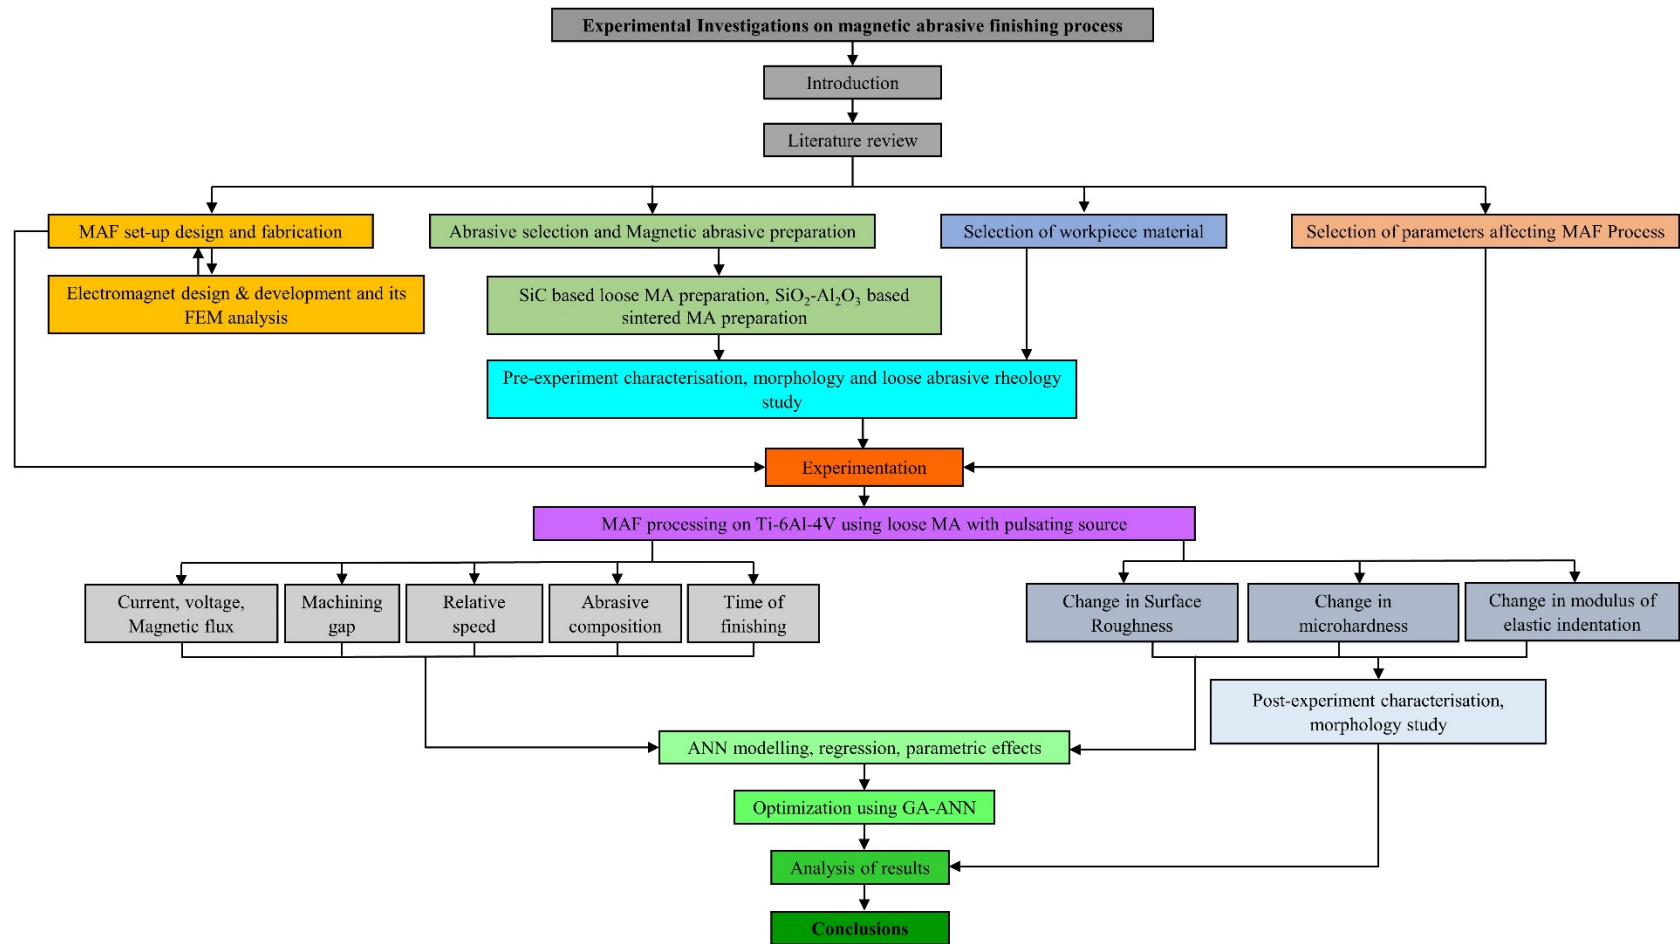 Experimental Investigations on magnetic abrasive finishing process
Introduction
Literature review
MAF set-up design and fabrication
Abrasive selection and Magnetic abrasive preparation
Selection of workpiece material
Selection of parameters affecting MAF Process
Electromagnet design & development and its
FEM analysis
SiC based loose MA preparation, SiO₂-Al₂O₃ based
sintered MA preparation
Pre-experiment characterisation, morphology and loose abrasive rheology
study
Experimentation
MAF processing on Ti-6Al-4V using loose MA with pulsating source
Current, voltage,
Magnetic flux
Machining
gap
Relative
speed
Abrasive
composition
Time of
finishing
Change in Surface
Roughness
Change in
microhardness
Change in modulus of
elastic indentation
Post-experiment characterisation,
morphology study
ANN modelling, regression, parametric effects
Optimization using GA-ANN
Analysis of results
Conclusions